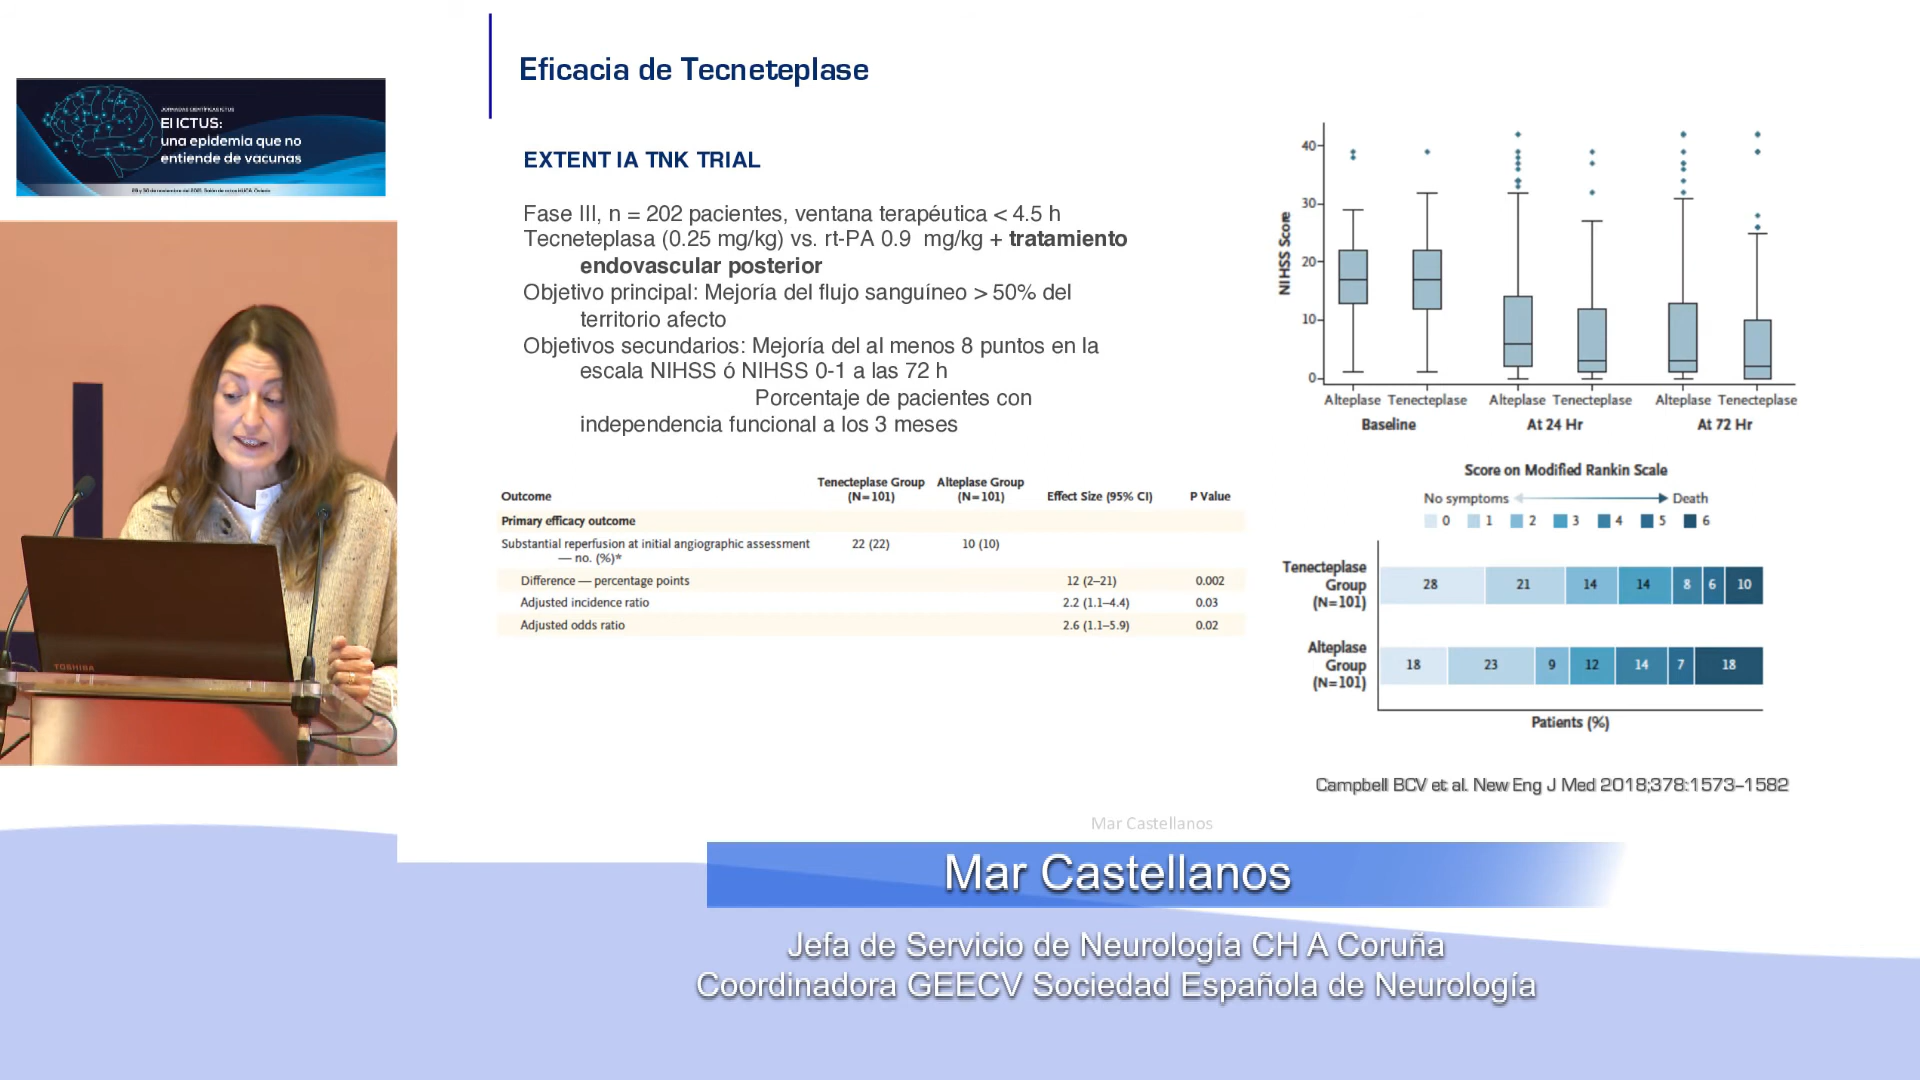 Eficacia de Tecneteplase
JORNADAS CIENTÍFICAS ICTUS
El ICTUS:
una epidemia que no
entiende de vacunas
EXTENT IA TNK TRIAL
Fase III, n = 202 pacientes, ventana terapéutica < 4.5 h
Tecneteplasa (0.25 mg/kg) vs. rt-PA 0.9 mg/kg + tratamiento
endovascular posterior
Objetivo principal: Mejoría del flujo sanguíneo > 50% del
territorio afecto
Objetivos secundarios: Mejoría del al menos 8 puntos en la
escala NIHSS ó NIHSS 0-1 a las 72 h
Porcentaje de pacientes con
independencia funcional a los 3 meses
Outcome Tenecteplase Group (N=101) Alteplase Group (N=101) Effect Size (95% CI) P Value
Primary efficacy outcome
Substantial reperfusion at initial angiographic assessment — no. (%)* 22 (22) 10 (10)
Difference — percentage points 12 (2–21) 0.002
Adjusted incidence ratio 2.2 (1.1–4.4) 0.03
Adjusted odds ratio 2.6 (1.1–5.9) 0.02
NIHSS Score
40
30
20
10
0
Alteplase Tenecteplase Alteplase Tenecteplase Alteplase Tenecteplase
Baseline At 24 Hr At 72 Hr
Score on Modified Rankin Scale
No symptoms Death
0 1 2 3 4 5 6
Tenecteplase Group (N=101) 28 21 14 14 8 6 10
Alteplase Group (N=101) 18 23 9 12 14 7 18
Patients (%)
Campbell BCV et al. New Eng J Med 2018;378:1573–1582
TOSHIBA
Mar Castellanos
Mar Castellanos
Jefa de Servicio de Neurología CH A Coruña
Coordinadora GEECV Sociedad Española de Neurología